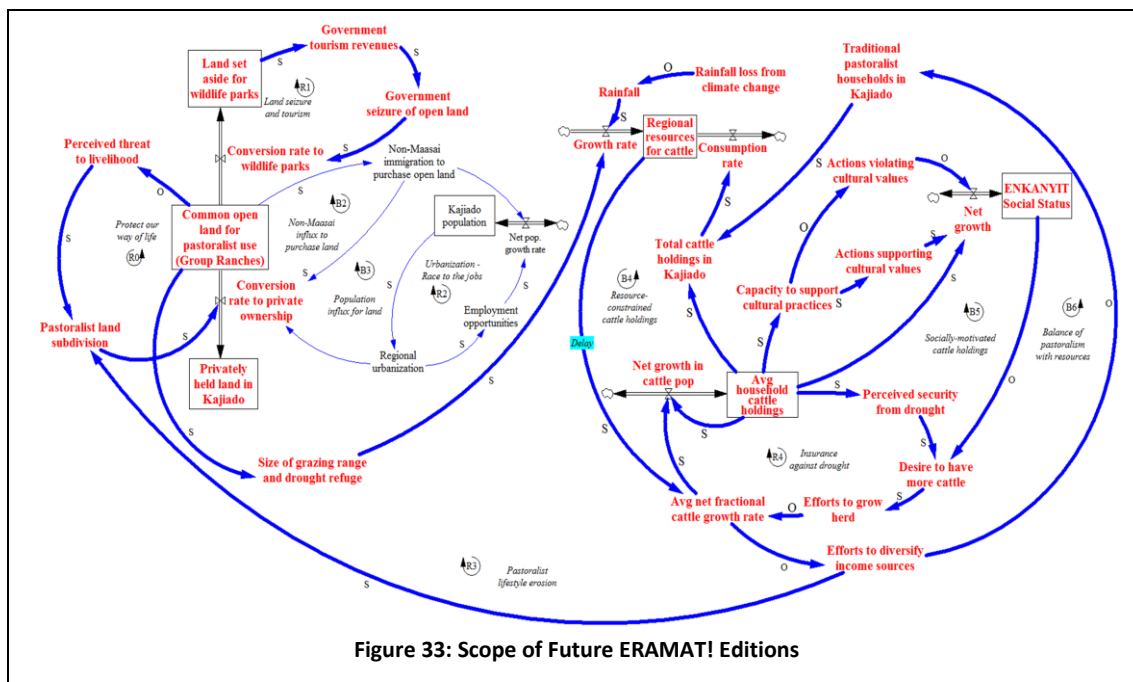 Government
tourism revenues
S
S
Land set
aside for
wildlife parks
R1
Land seizure
and tourism
Government
seizure of open land
S
Conversion rate to
wildlife parks
Perceived threat
to livelihood
O
S
Protect our
way of life
R0
Common open
land for
pastoralist use
(Group Ranches)
S
Non-Maasai
immigration to
purchase open land
B2
Non-Maasai
influx to
purchase land
S
S
Kajiado
population
Net pop.
growth rate
B3
Population
influx for land
Urbanization -
Race to the jobs
R2
S
S
Employment
opportunities
S
Regional
urbanization
S
Conversion rate
to private
ownership
Pastoralist land
subdivision
S
S
Privately
held land in
Kajiado
S
Size of grazing range
and drought refuge
S
Rainfall
O
Rainfall loss from
climate change
S
Growth rate
Regional
resources
for cattle
Consumption
rate
S
Traditional
pastoralist
households in
Kajiado
S
Total cattle
holdings in
Kajiado
S
Actions violating
cultural values
O
O
ENKANYIT
Social Status
Net
growth
Actions supporting
cultural values
S
S
Capacity to support
cultural practices
S
S
B4
Resource-
constrained
cattle holdings
Delay
B5
Socially-motivated
cattle holdings
B6
Balance of
pastoralism
with resources
O
O
Net growth in
cattle pop
Avg
household
cattle
holdings
S
S
Perceived security
from drought
S
Desire to have
more cattle
S
R4
Insurance
against drought
S
S
Avg net fractional
cattle growth rate
O
Efforts to grow
herd
O
Efforts to diversify
income sources
R3
Pastoralist
lifestyle erosion
S
Figure 33: Scope of Future ERAMAT! Editions